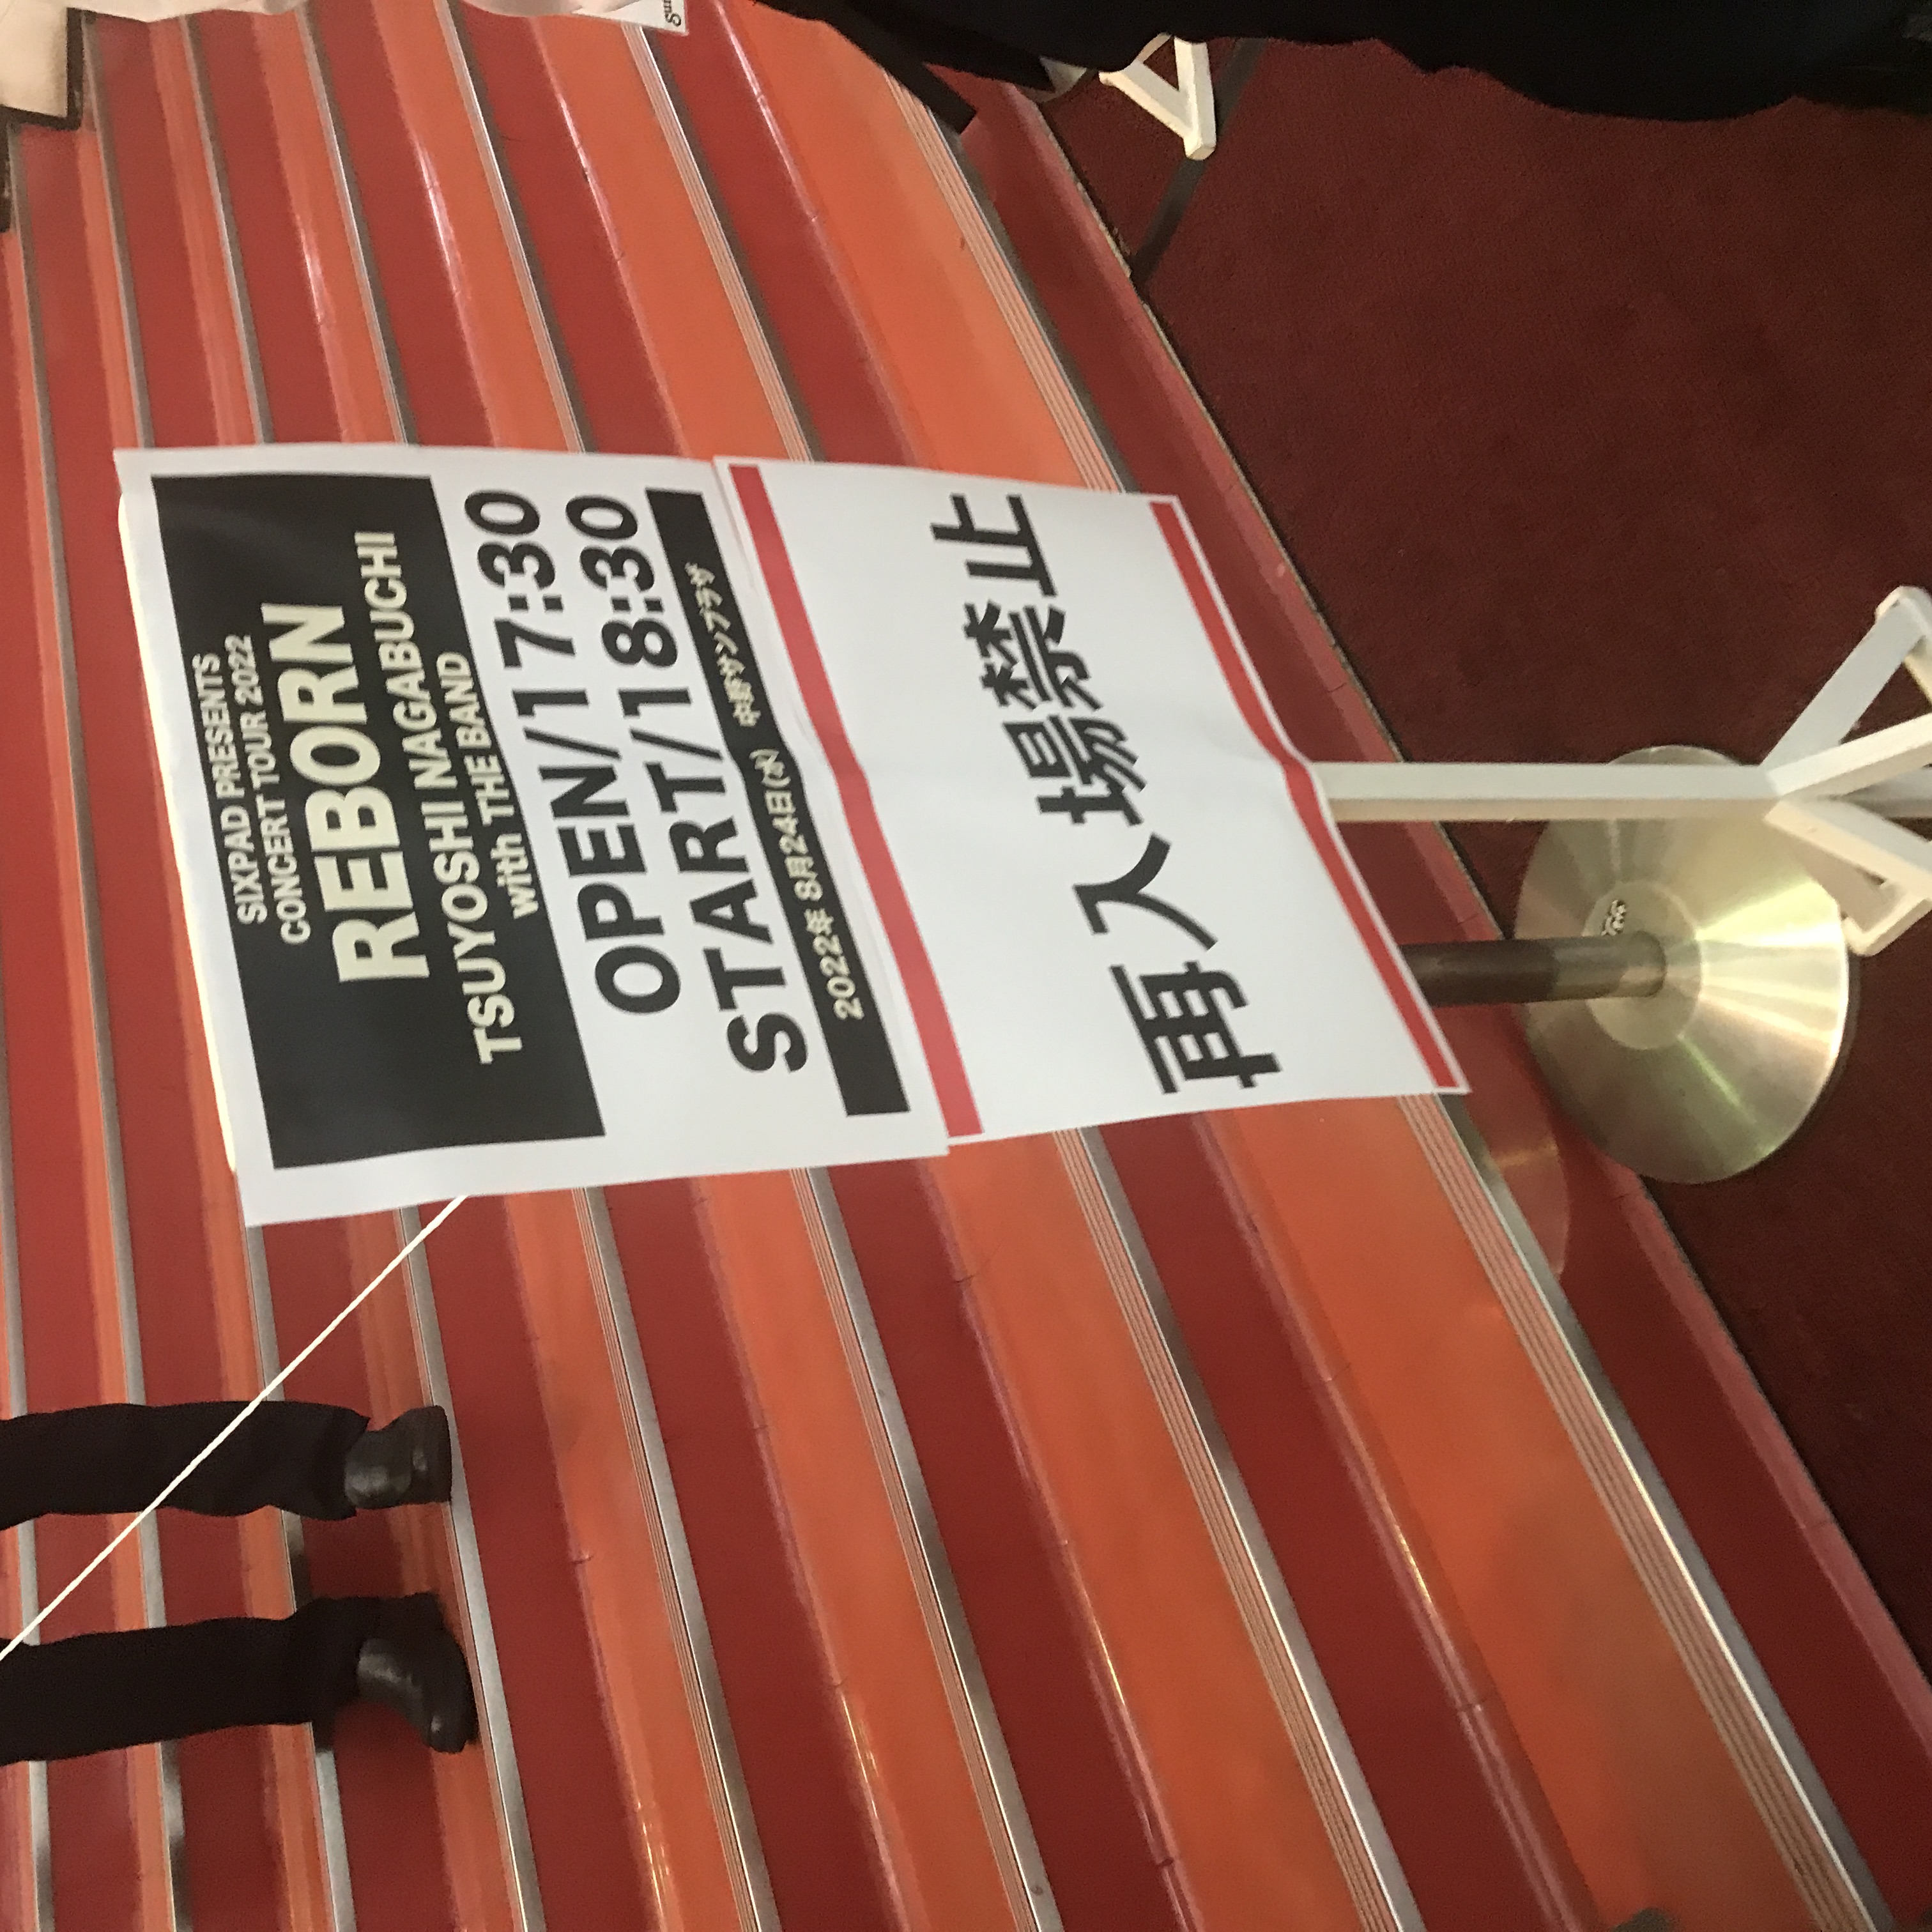 SIXPAD PRESENTS
CONCERT TOUR 2022
REBORN
TSUYOSHI NAGABUCHI
with THE BAND
OPEN/17:30
START/18:30
2022年 8月24日(水) 中野サンプラザ
再入場禁止